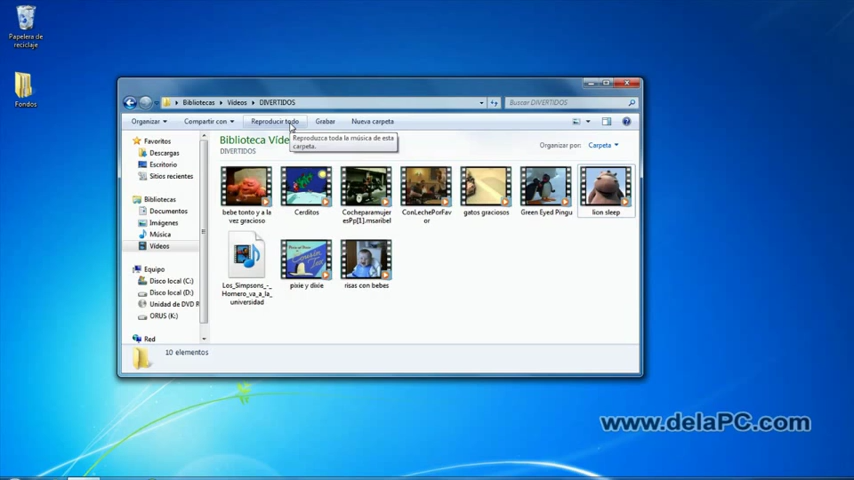 Papelera de
reciclaje
Fondos
Bibliotecas
Vídeos
DIVERTIDOS
Buscar DIVERTIDOS
Organizar
Compartir con
Reproducir todo
Grabar
Nueva carpeta
Reproduzca toda la música de esta
carpeta.
Favoritos
Descargas
Escritorio
Sitios recientes
Bibliotecas
Documentos
Imágenes
Música
Vídeos
Equipo
Disco local (C:)
Disco local (D:)
Unidad de DVD R
ORUS (K:)
Red
Biblioteca Víde
DIVERTIDOS
Organizar por:
Carpeta
bebe tonto y a la
vez gracioso
Cerditos
Cocheparamujer
esPp[1].msaribel
ConLechePorFav
or
gatos graciosos
Green Eyed Pingu
lion sleep
Los_Simpsons_-_
Homero_va_a_la_
universidad
pixie y dixie
risas con bebes
10 elementos
www.delaPC.com